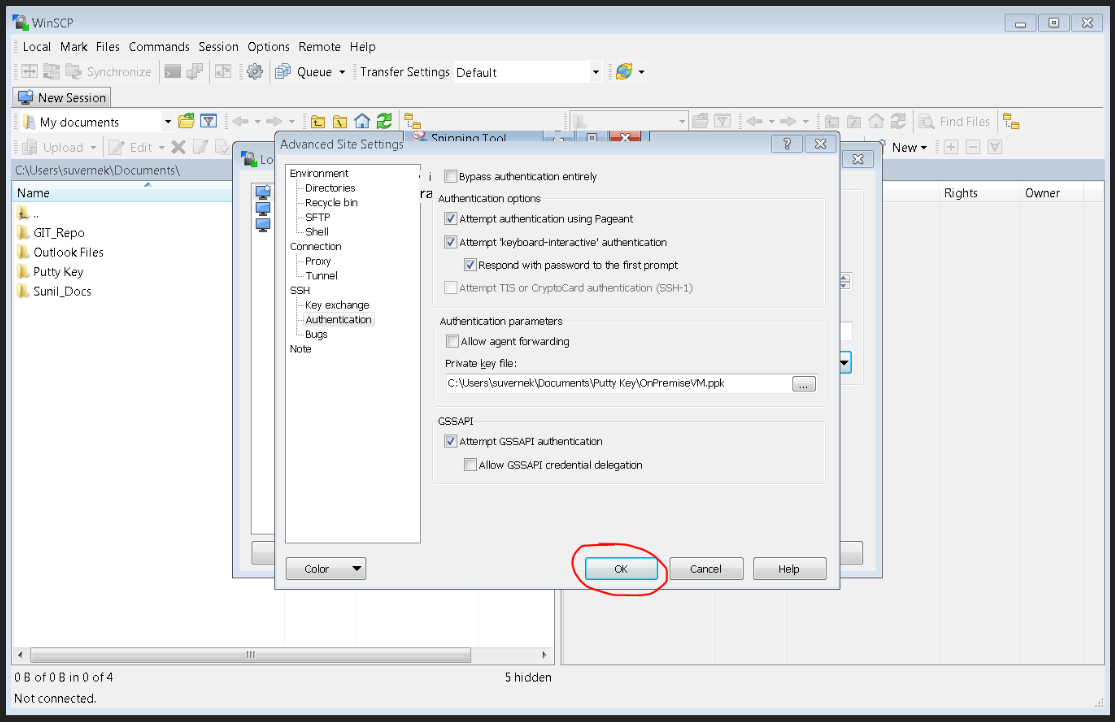 WinSCP
Local Mark Files Commands Session Options Remote Help
Synchronize Queue Transfer Settings Default
New Session
My documents Find Files
Snipping Tool
Upload Edit New
Advanced Site Settings
Lo
C:\Users\suvernek\Documents\
Name Rights Owner
..
GIT_Repo
Outlook Files
Putty Key
Sunil_Docs
Environment
Directories
Recycle bin
SFTP
Shell
Connection
Proxy
Tunnel
SSH
Key exchange
Authentication
Bugs
Note
Bypass authentication entirely
Authentication options
Attempt authentication using Pageant
Attempt 'keyboard-interactive' authentication
Respond with password to the first prompt
Attempt TIS or CryptoCard authentication (SSH-1)
Authentication parameters
Allow agent forwarding
Private key file:
C:\Users\suvernek\Documents\Putty Key\OnPremiseVM.ppk
...
GSSAPI
Attempt GSSAPI authentication
Allow GSSAPI credential delegation
Color OK Cancel Help
0 B of 0 B in 0 of 4 5 hidden
Not connected.